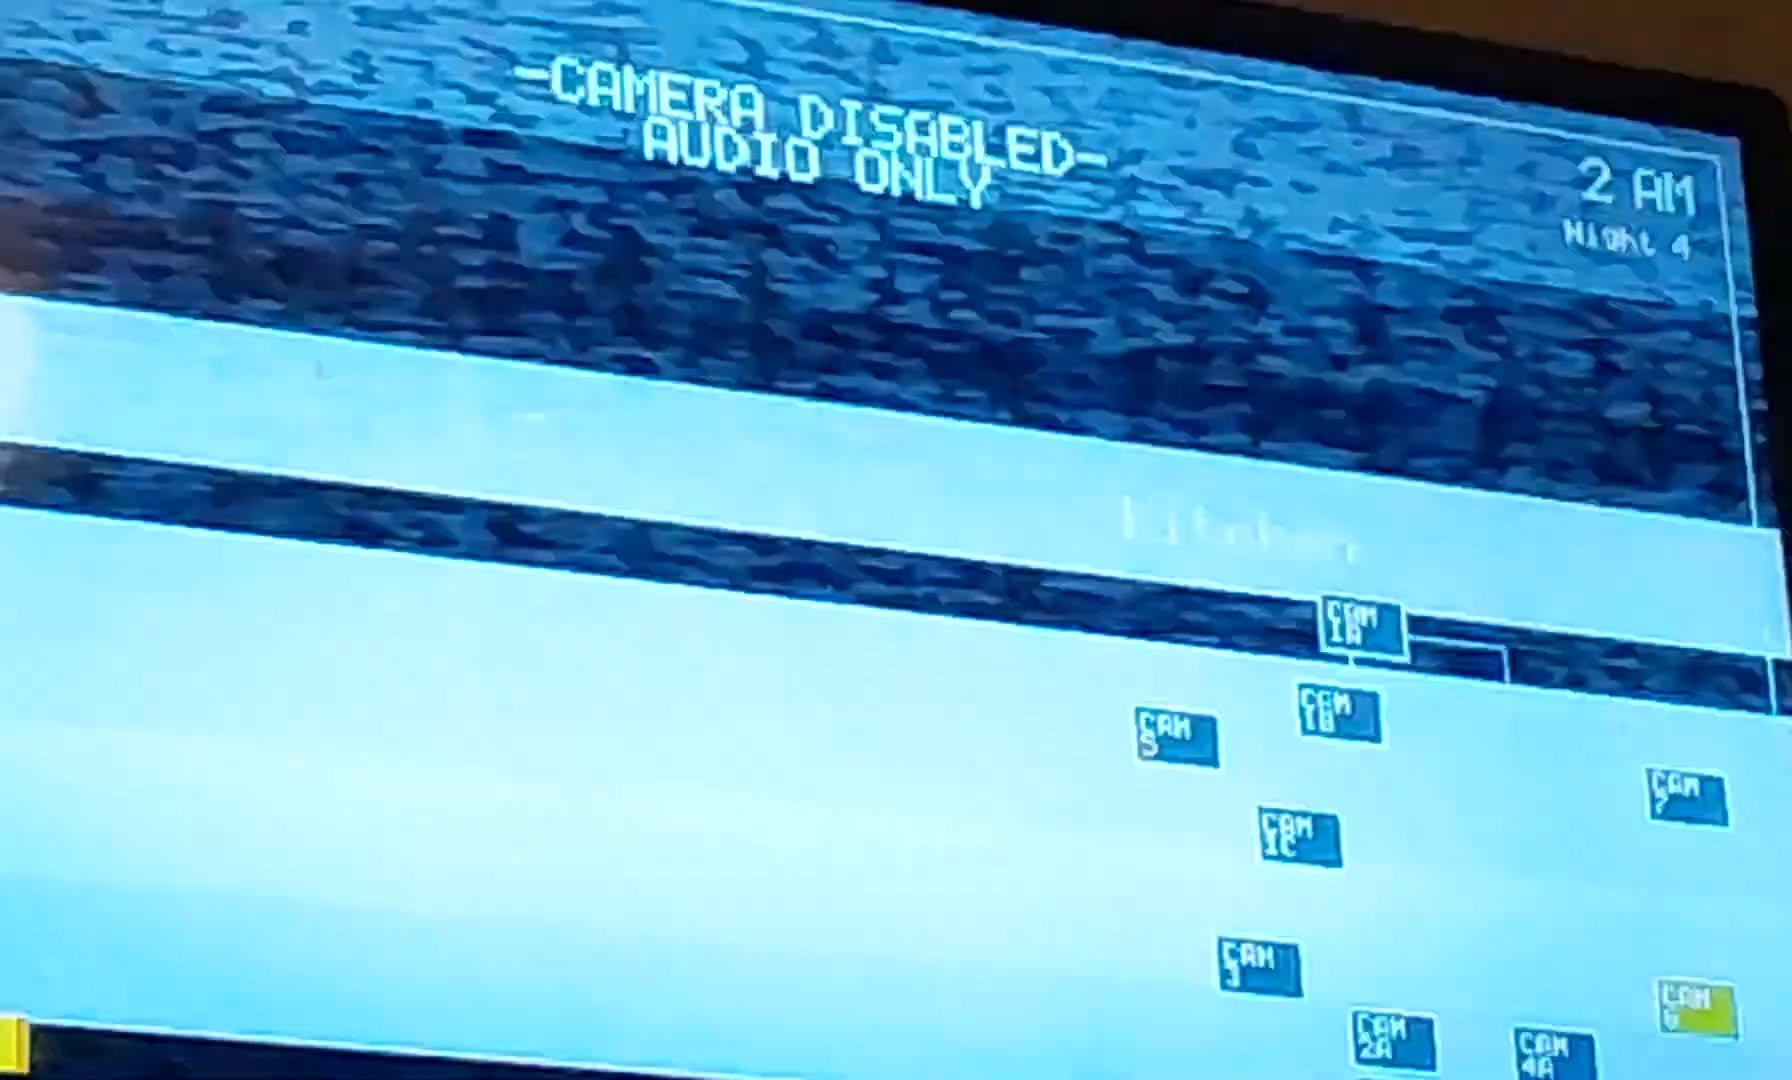 -CAMERA DISABLED-
AUDIO ONLY
2 AM
Night 4
Kitchen
CAM
1A
CAM
1B
CAM
5
CAM
7
CAM
1C
CAM
3
CAM
6
CAM
2A
CAM
4A